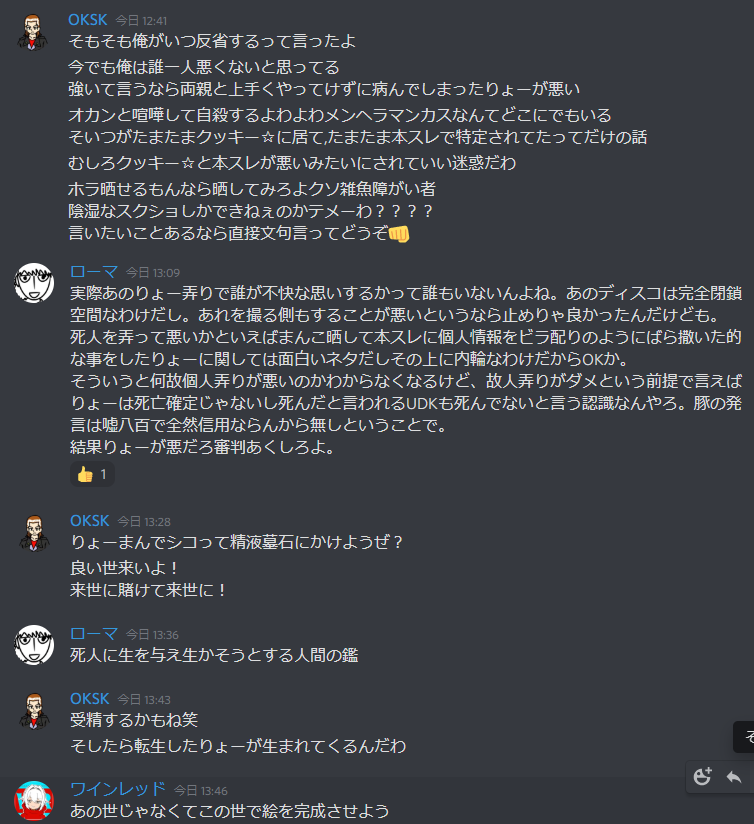 OKSK 今日 12:41
そもそも俺がいつ反省するって言ったよ
今でも俺は誰一人悪くないと思ってる
強いて言うなら両親と上手くやってけずに病んでしまったりょーが悪い
オカンと喧嘩して自殺するよわよわメンヘラマンカスなんてどこにでもいる
そいつがたまたまクッキー☆に居て,たまたま本スレで特定されてたってだけの話
むしろクッキー☆と本スレが悪いみたいにされていい迷惑だわ
ホラ晒せるもんなら晒してみろよクソ雑魚障がい者
陰湿なスクショしかできねぇのかテメーわ????
言いたいことあるなら直接文句言ってどうぞ👊
ローマ 今日 13:09
実際あのりょー弄りで誰が不快な思いするかって誰もいないんよね。あのディスコは完全閉鎖
空間なわけだし。あれを撮る側もすることが悪いというなら止めりゃ良かったんだけども。
死人を弄って悪いかといえばまんこ晒して本スレに個人情報をビラ配りのようにばら撒いた的
な事をしたりょーに関しては面白いネタだしその上に内輪なわけだからOKか。
そういうと何故個人弄りが悪いのかわからなくなるけど、故人弄りがダメという前提で言えば
りょーは死亡確定じゃないし死んだと言われるUDKも死んでないと言う認識なんやろ。豚の発
言は嘘八百で全然信用ならんから無しということで。
結果りょーが悪だろ審判あくしろよ。
👍 1
OKSK 今日 13:28
りょーまんでシコって精液墓石にかけようぜ?
良い世来いよ!
来世に賭けて来世に!
ローマ 今日 13:36
死人に生を与え生かそうとする人間の鑑
OKSK 今日 13:43
受精するかもね笑
そしたら転生したりょーが生まれてくるんだわ
ワインレッド 今日 13:46
あの世じゃなくてこの世で絵を完成させよう